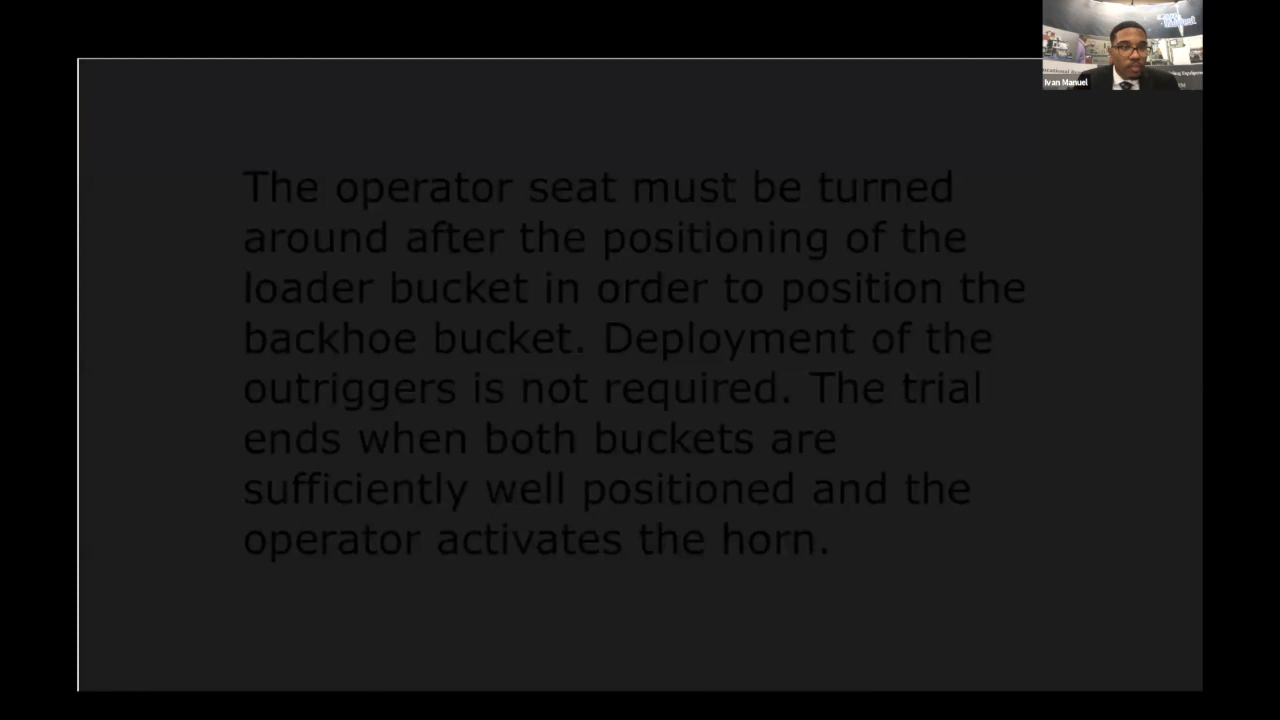 Ivan Manuel
The operator seat must be turned
around after the positioning of the
loader bucket in order to position the
backhoe bucket. Deployment of the
outriggers is not required. The trial
ends when both buckets are
sufficiently well positioned and the
operator activates the horn.